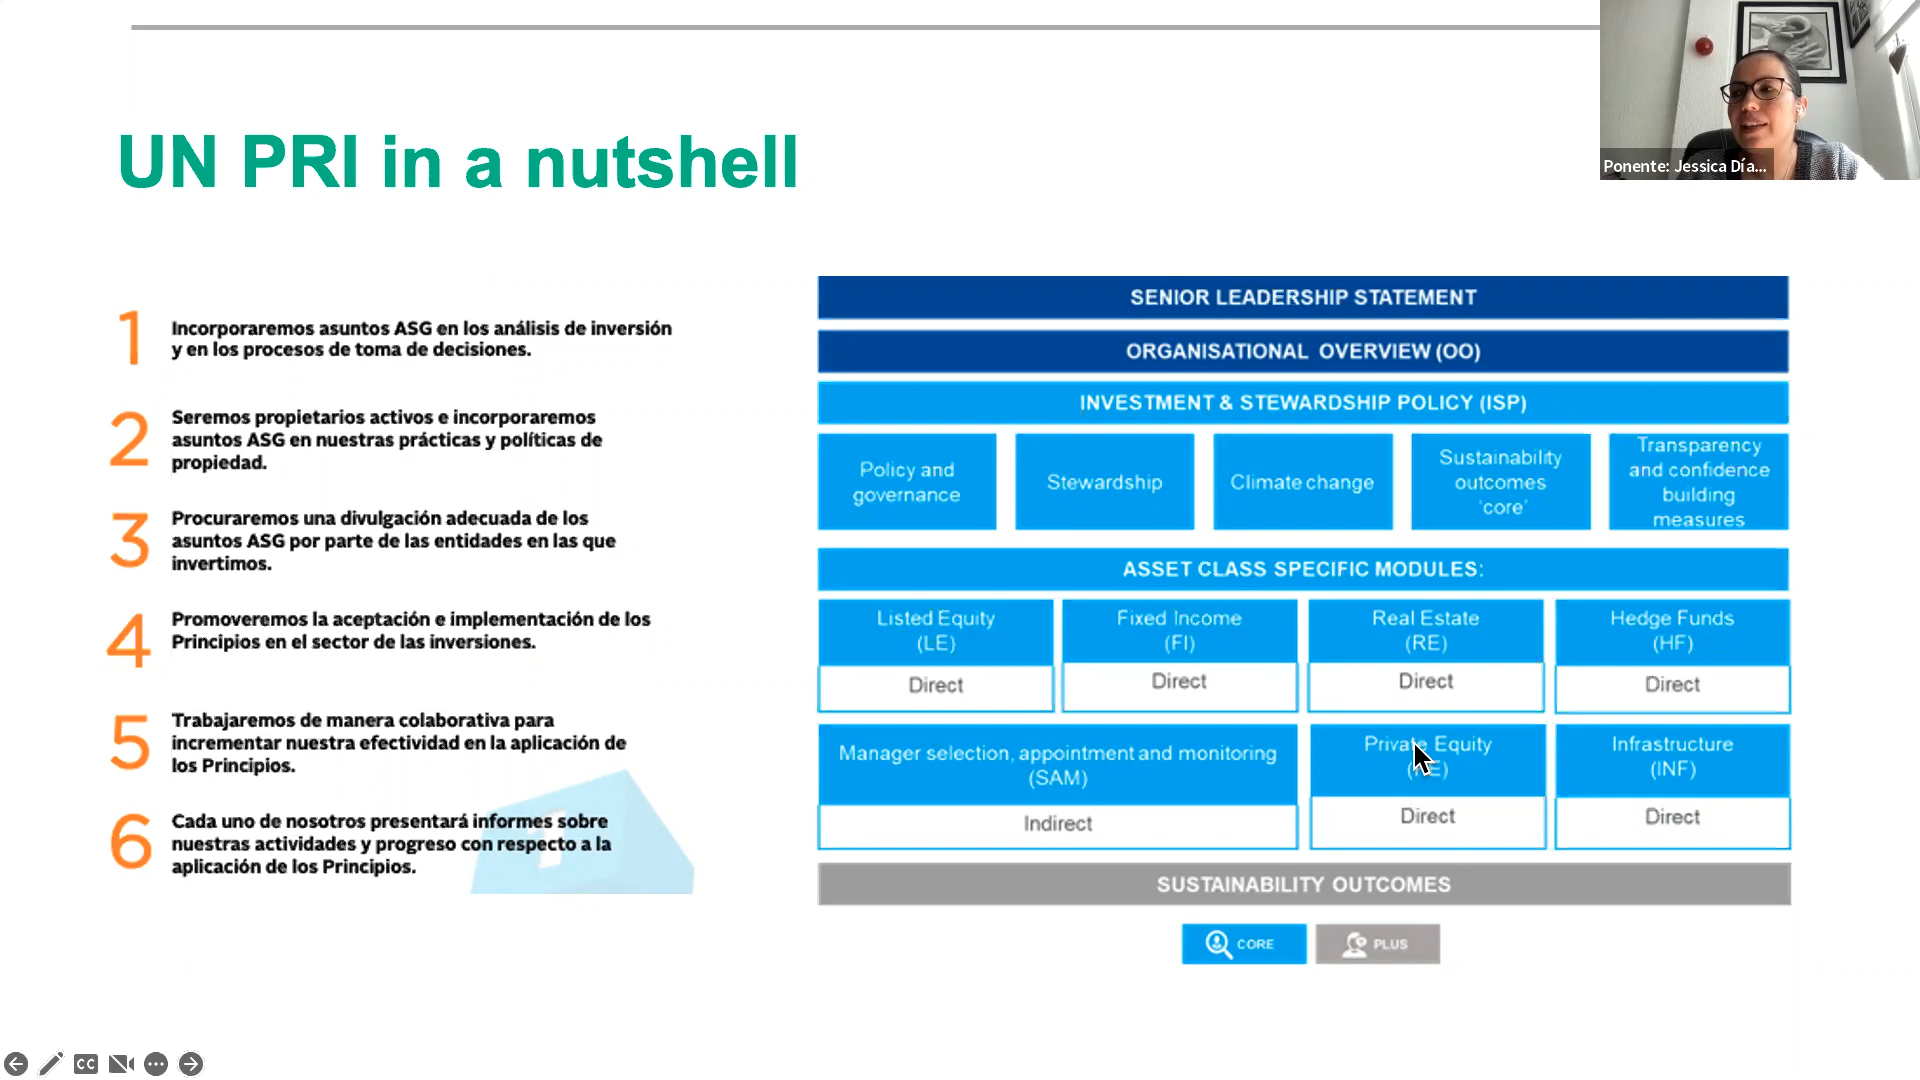 UN PRI in a nutshell
Ponente: Jessica Día...
1
Incorporaremos asuntos ASG en los análisis de inversión
y en los procesos de toma de decisiones.
2
Seremos propietarios activos e incorporaremos
asuntos ASG en nuestras prácticas y políticas de
propiedad.
3
Procuraremos una divulgación adecuada de los
asuntos ASG por parte de las entidades en las que
invertimos.
4
Promoveremos la aceptación e implementación de los
Principios en el sector de las inversiones.
5
Trabajaremos de manera colaborativa para
incrementar nuestra efectividad en la aplicación de
los Principios.
6
Cada uno de nosotros presentará informes sobre
nuestras actividades y progreso con respecto a la
aplicación de los Principios.
SENIOR LEADERSHIP STATEMENT
ORGANISATIONAL OVERVIEW (OO)
INVESTMENT & STEWARDSHIP POLICY (ISP)
Policy and
governance
Stewardship
Climate change
Sustainability
outcomes
'core'
Transparency
and confidence
building
measures
ASSET CLASS SPECIFIC MODULES:
Listed Equity
(LE)
Direct
Fixed Income
(FI)
Direct
Real Estate
(RE)
Direct
Hedge Funds
(HF)
Direct
Manager selection, appointment and monitoring
(SAM)
Indirect
Private Equity
Direct
Infrastructure
(INF)
Direct
SUSTAINABILITY OUTCOMES
CORE
PLUS
CC